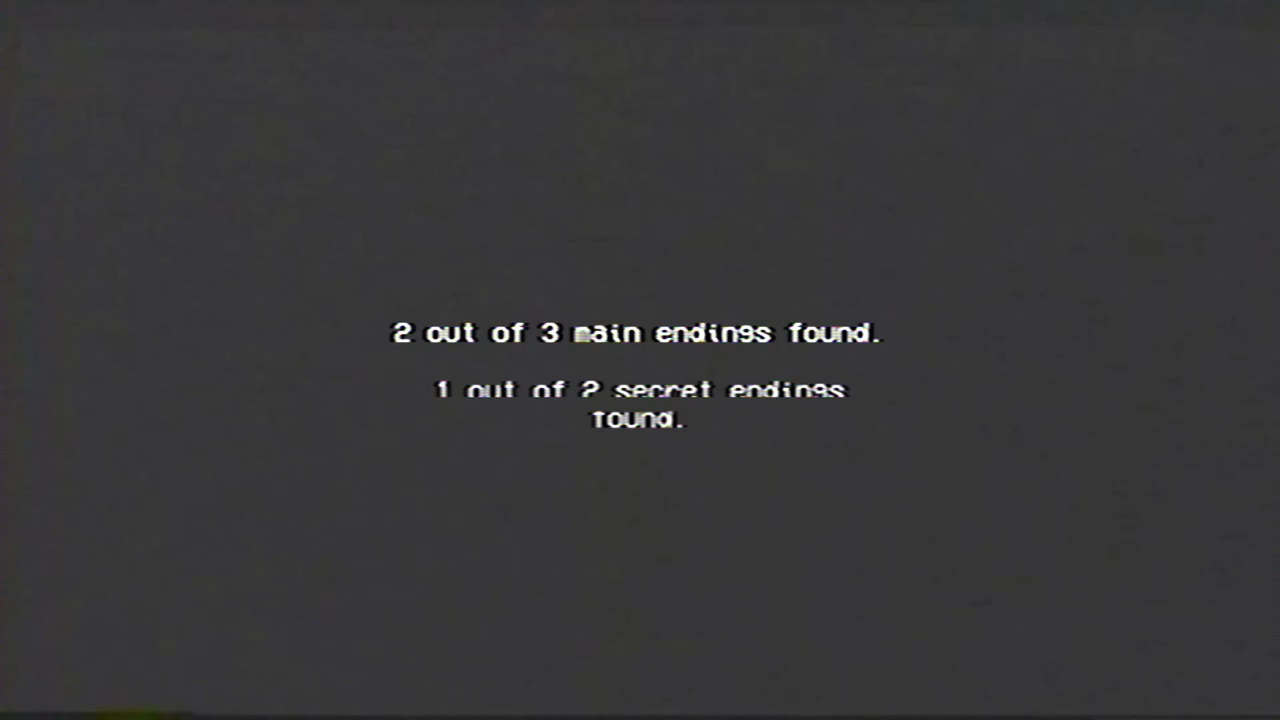 2 out of 3 main endings found.
1 out of 2 secret endings
found.